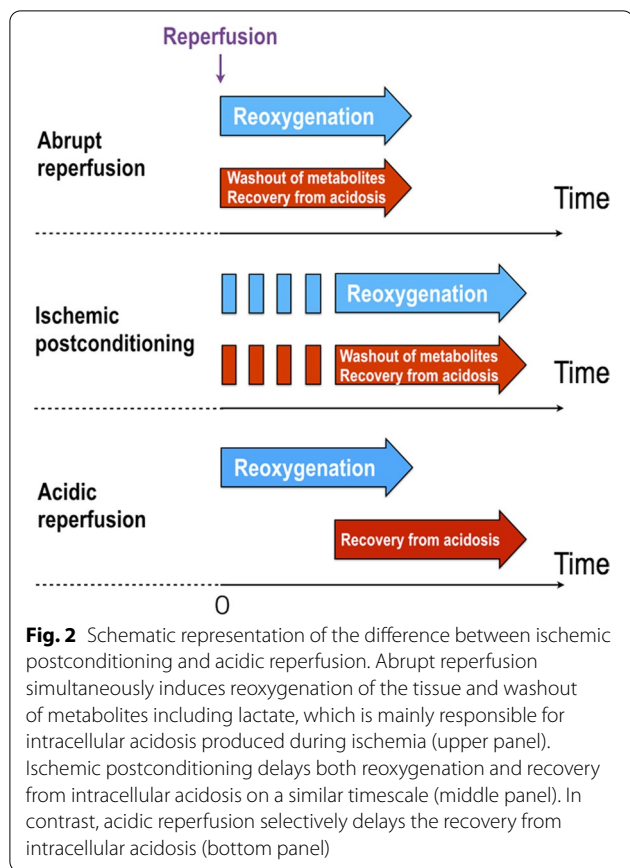 Reperfusion
Reoxygenation
Abrupt
reperfusion
Washout of metabolites
Recovery from acidosis
Time
Ischemic
postconditioning
Reoxygenation
Washout of metabolites
Recovery from acidosis
Time
Acidic
reperfusion
Reoxygenation
Recovery from acidosis
Time
0
Fig. 2 Schematic representation of the difference between ischemic
postconditioning and acidic reperfusion. Abrupt reperfusion
simultaneously induces reoxygenation of the tissue and washout
of metabolites including lactate, which is mainly responsible for
intracellular acidosis produced during ischemia (upper panel).
Ischemic postconditioning delays both reoxygenation and recovery
from intracellular acidosis on a similar timescale (middle panel). In
contrast, acidic reperfusion selectively delays the recovery from
intracellular acidosis (bottom panel)